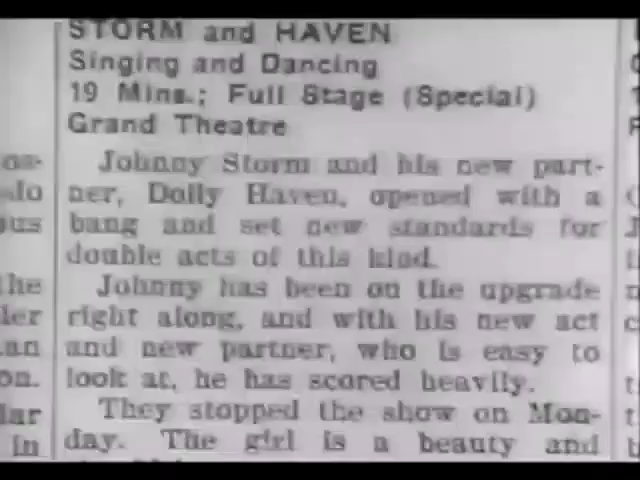 STORM and HAVEN
Singing and Dancing
19 Mins.; Full Stage (Special)
Grand Theatre
Johnny Storm and his new part-
ner, Dolly Haven, opened with a
bang and set new standards for
double acts of this kind.
Johnny has been on the upgrade
right along, and with his new act
and new partner, who is easy to
look at, he has scored heavily.
They stopped the show on Mon-
day. The girl is a beauty and